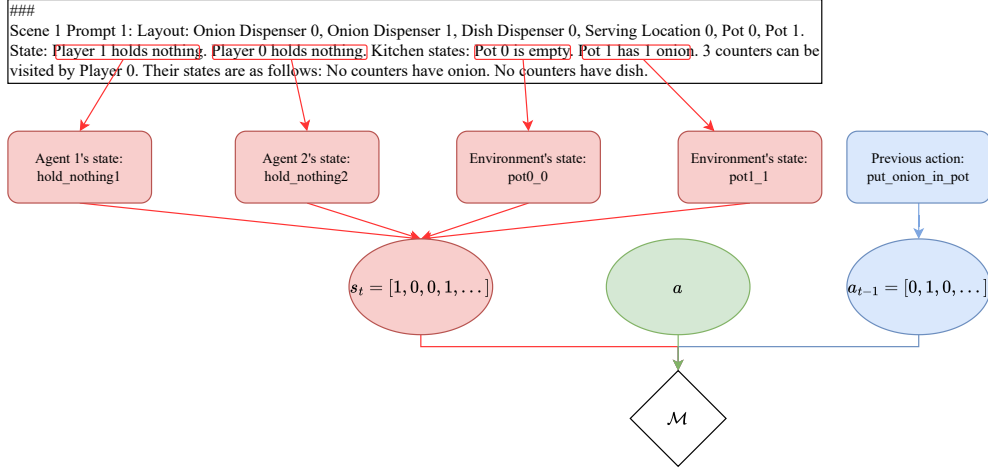 ###
Scene 1 Prompt 1: Layout: Onion Dispenser 0, Onion Dispenser 1, Dish Dispenser 0, Serving Location 0, Pot 0, Pot 1.
State: Player 1 holds nothing. Player 0 holds nothing. Kitchen states: Pot 0 is empty. Pot 1 has 1 onion. 3 counters can be
visited by Player 0. Their states are as follows: No counters have onion. No counters have dish.
Agent 1's state:
hold_nothing1
Agent 2's state:
hold_nothing2
Environment's state:
pot0_0
Environment's state:
pot1_1
Previous action:
put_onion_in_pot
$s_t = [1, 0, 0, 1, \ldots]$
$a$
$a_{t-1} = [0, 1, 0, \ldots]$
$\mathcal{M}$